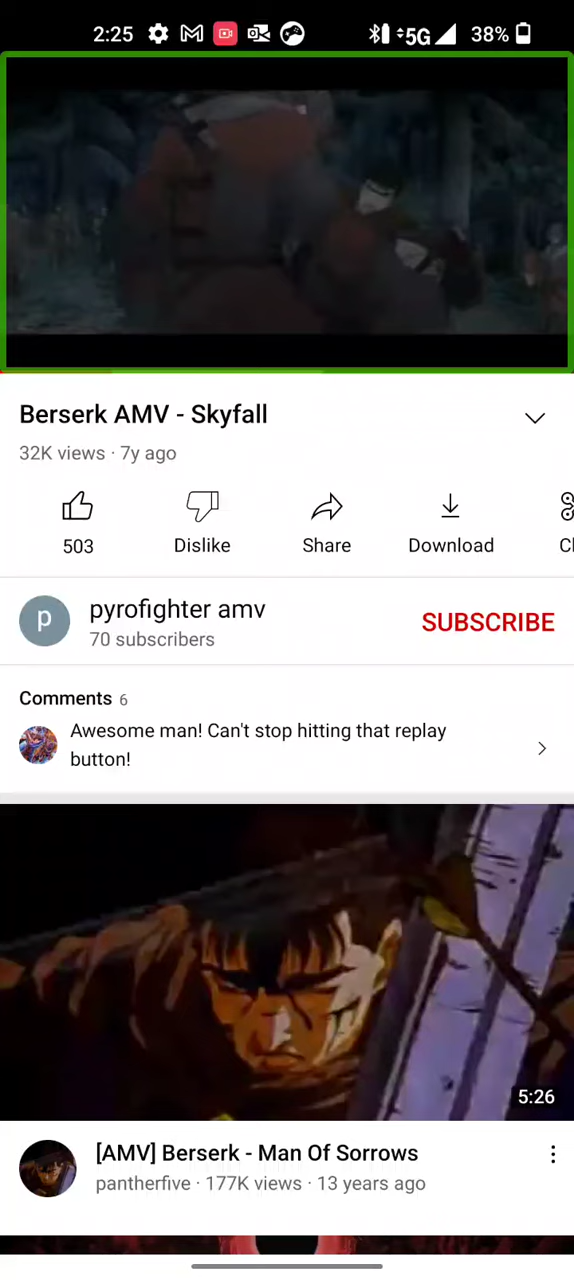 2:25 5G 38%
Berserk AMV - Skyfall
32K views · 7y ago
503 Dislike Share Download Cl
p
pyrofighter amv
70 subscribers
SUBSCRIBE
Comments 6
Awesome man! Can't stop hitting that replay
button!
5:26
[AMV] Berserk - Man Of Sorrows
pantherfive · 177K views · 13 years ago